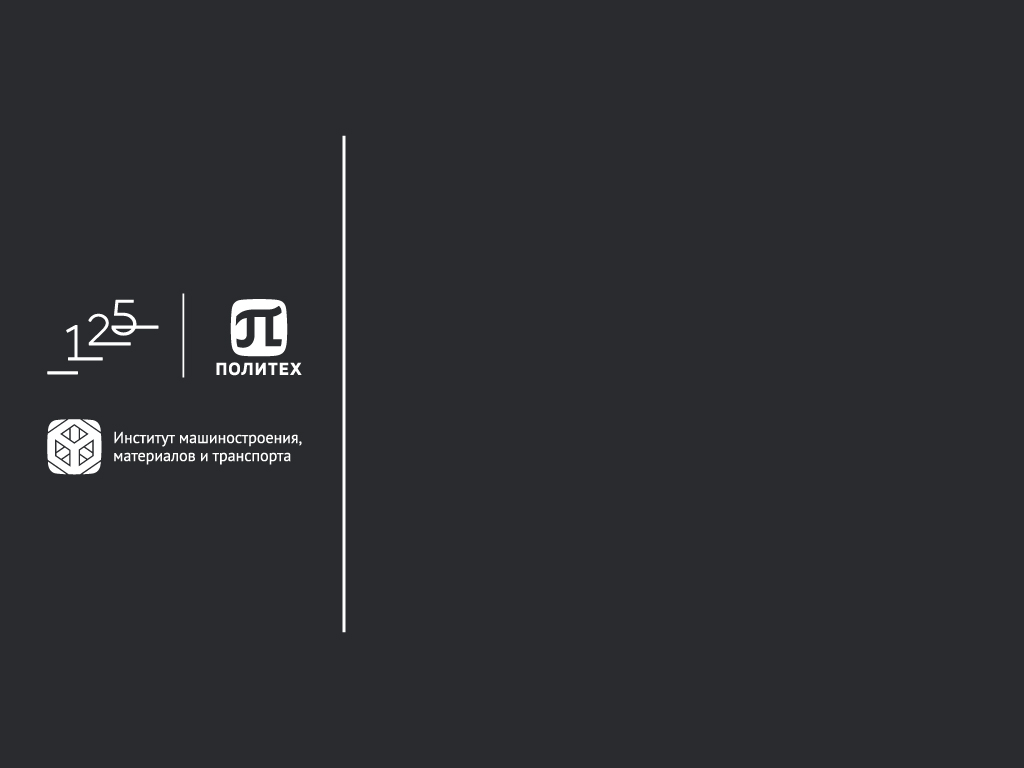 125
ПОЛИТЕХ
Институт машиностроения,
материалов и транспорта